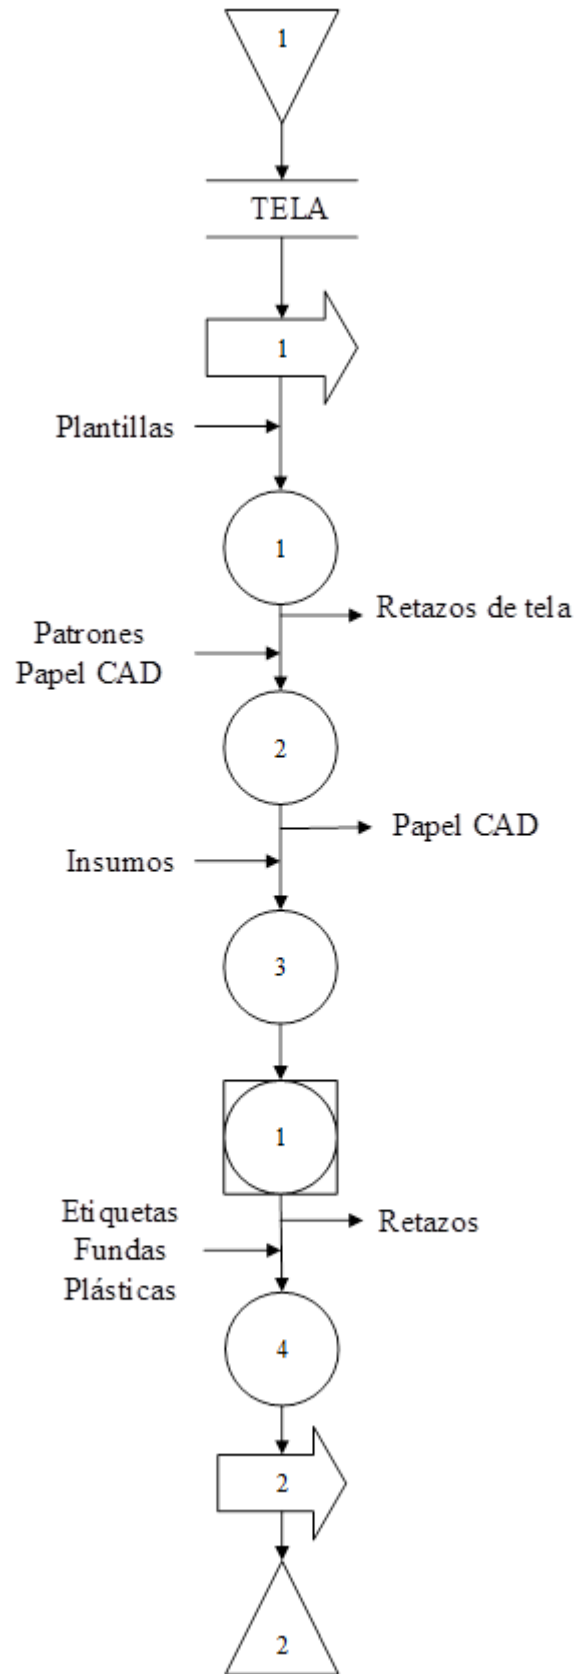 1
TELA
1
Plantillas
1
Retazos de tela
Patrones
Papel CAD
2
Papel CAD
Insumos
3
1
Etiquetas
Retazos
Fundas
Plásticas
4
2
2